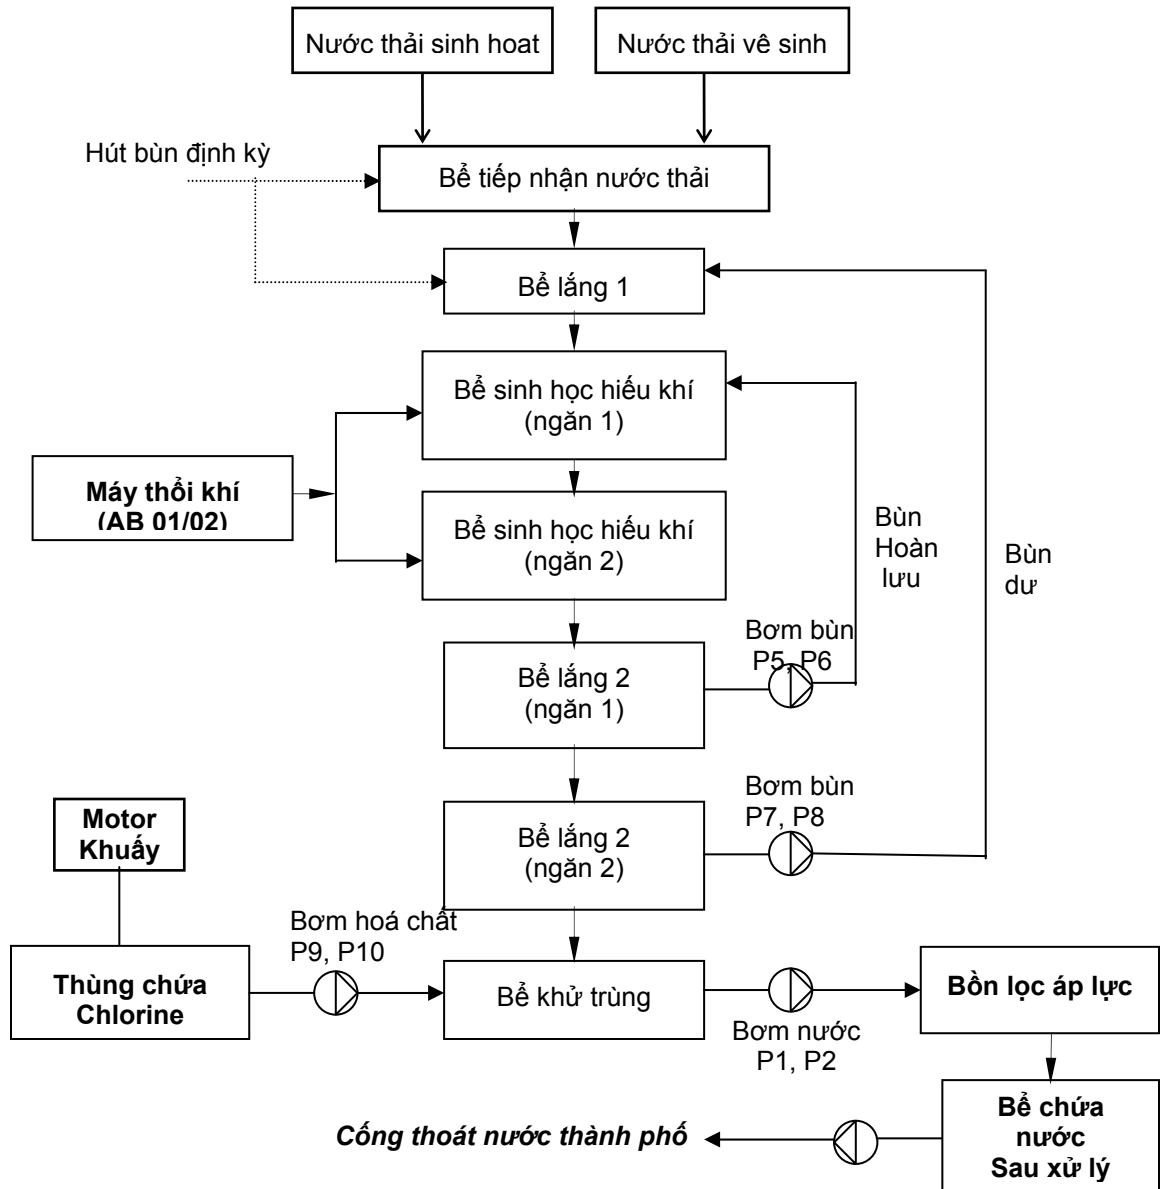 Nước thải sinh hoat
Nước thải vê sinh
Hút bùn định kỳ
Bể tiếp nhận nước thải
Bể lắng 1
Bể sinh học hiếu khí
(ngăn 1)
Máy thổi khí
(AB 01/02)
Bể sinh học hiếu khí
(ngăn 2)
Bùn
Hoàn
lưu
Bùn
dư
Bơm bùn
P5, P6
Bể lắng 2
(ngăn 1)
Bơm bùn
P7, P8
Motor
Khuấy
Bể lắng 2
(ngăn 2)
Bơm hoá chất
P9, P10
Thùng chứa
Chlorine
Bể khử trùng
Bồn lọc áp lực
Bơm nước
P1, P2
Bể chứa
nước
Sau xử lý
Cống thoát nước thành phố